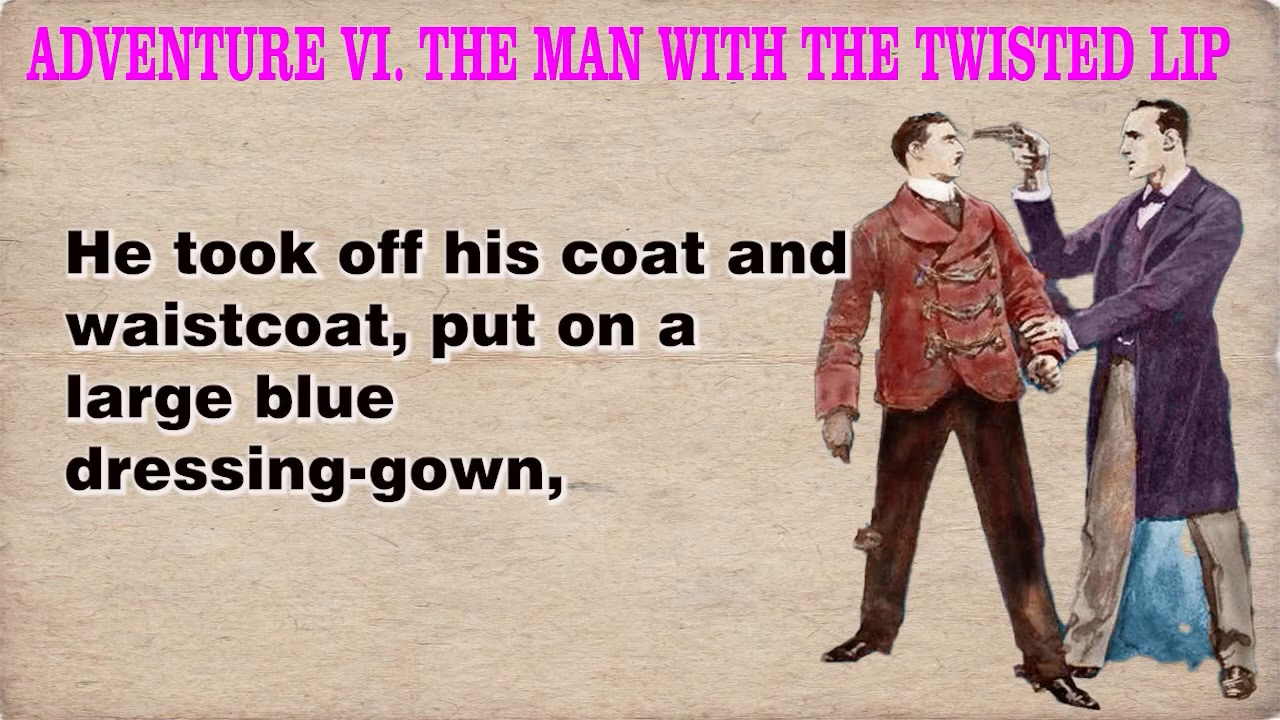 ADVENTURE VI. THE MAN WITH THE TWISTED LIP
He took off his coat and
waistcoat, put on a
large blue
dressing-gown,